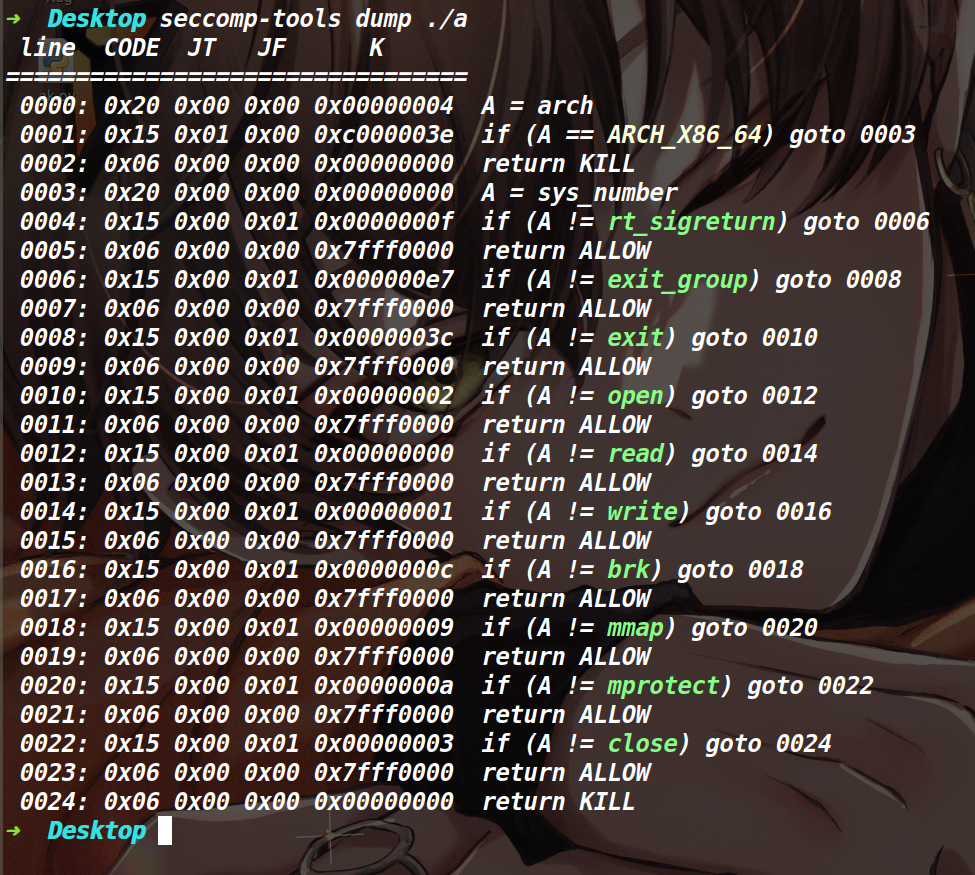 ➜  Desktop seccomp-tools dump ./a
 line  CODE  JT   JF      K
=================================
 0000: 0x20 0x00 0x00 0x00000004  A = arch
 0001: 0x15 0x01 0x00 0xc000003e  if (A == ARCH_X86_64) goto 0003
 0002: 0x06 0x00 0x00 0x00000000  return KILL
 0003: 0x20 0x00 0x00 0x00000000  A = sys_number
 0004: 0x15 0x00 0x01 0x0000000f  if (A != rt_sigreturn) goto 0006
 0005: 0x06 0x00 0x00 0x7fff0000  return ALLOW
 0006: 0x15 0x00 0x01 0x000000e7  if (A != exit_group) goto 0008
 0007: 0x06 0x00 0x00 0x7fff0000  return ALLOW
 0008: 0x15 0x00 0x01 0x0000003c  if (A != exit) goto 0010
 0009: 0x06 0x00 0x00 0x7fff0000  return ALLOW
 0010: 0x15 0x00 0x01 0x00000002  if (A != open) goto 0012
 0011: 0x06 0x00 0x00 0x7fff0000  return ALLOW
 0012: 0x15 0x00 0x01 0x00000000  if (A != read) goto 0014
 0013: 0x06 0x00 0x00 0x7fff0000  return ALLOW
 0014: 0x15 0x00 0x01 0x00000001  if (A != write) goto 0016
 0015: 0x06 0x00 0x00 0x7fff0000  return ALLOW
 0016: 0x15 0x00 0x01 0x0000000c  if (A != brk) goto 0018
 0017: 0x06 0x00 0x00 0x7fff0000  return ALLOW
 0018: 0x15 0x00 0x01 0x00000009  if (A != mmap) goto 0020
 0019: 0x06 0x00 0x00 0x7fff0000  return ALLOW
 0020: 0x15 0x00 0x01 0x0000000a  if (A != mprotect) goto 0022
 0021: 0x06 0x00 0x00 0x7fff0000  return ALLOW
 0022: 0x15 0x00 0x01 0x00000003  if (A != close) goto 0024
 0023: 0x06 0x00 0x00 0x7fff0000  return ALLOW
 0024: 0x06 0x00 0x00 0x00000000  return KILL
➜  Desktop